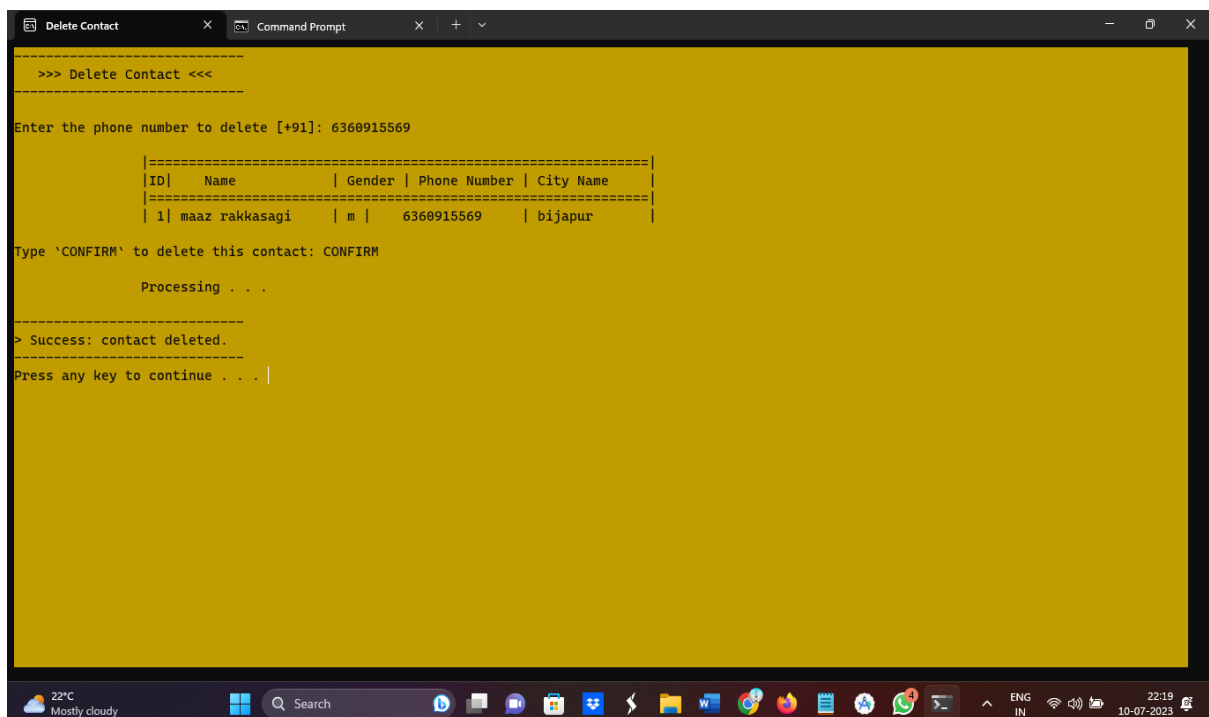 Delete Contact Command Prompt
-----------------------------
>>> Delete Contact <<<
-----------------------------
Enter the phone number to delete [+91]: 6360915569
|===============================================================|
|ID|    Name            | Gender | Phone Number | City Name     |
|===============================================================|
| 1| maaz rakkasagi     | m |    6360915569     | bijapur       |
Type `CONFIRM` to delete this contact: CONFIRM
Processing . . .
-----------------------------
> Success: contact deleted.
-----------------------------
Press any key to continue . . .
22°C
Mostly cloudy
Search
4
ENG
IN
22:19
10-07-2023